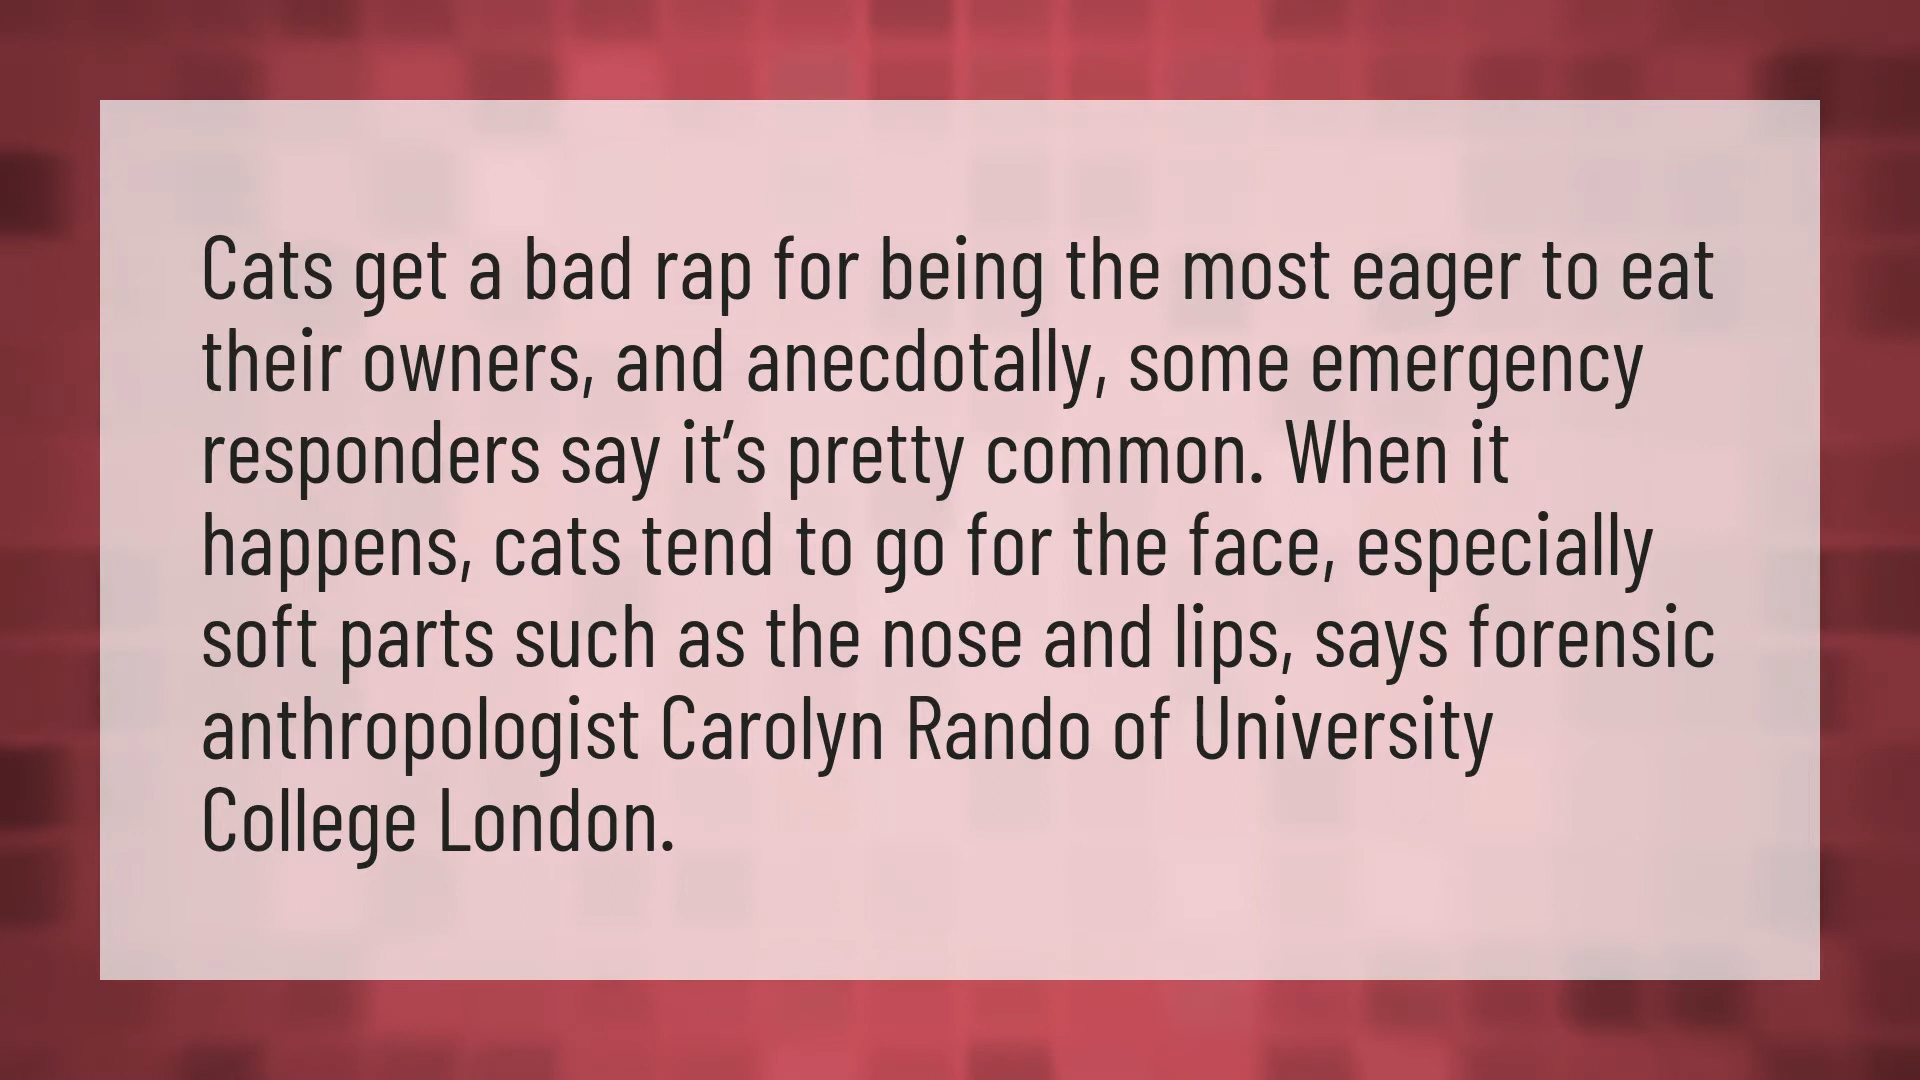 Cats get a bad rap for being the most eager to eat
their owners, and anecdotally, some emergency
responders say it’s pretty common. When it
happens, cats tend to go for the face, especially
soft parts such as the nose and lips, says forensic
anthropologist Carolyn Rando of University
College London.